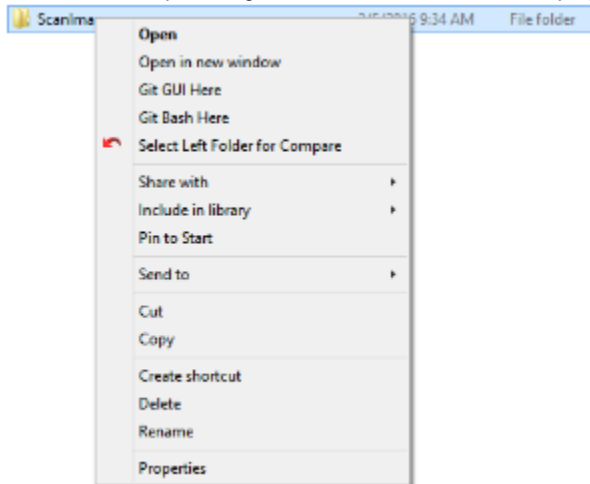 ScanIma 9:34 AM File folder
Open
Open in new window
Git GUI Here
Git Bash Here
Select Left Folder for Compare
Share with
Include in library
Pin to Start
Send to
Cut
Copy
Create shortcut
Delete
Rename
Properties